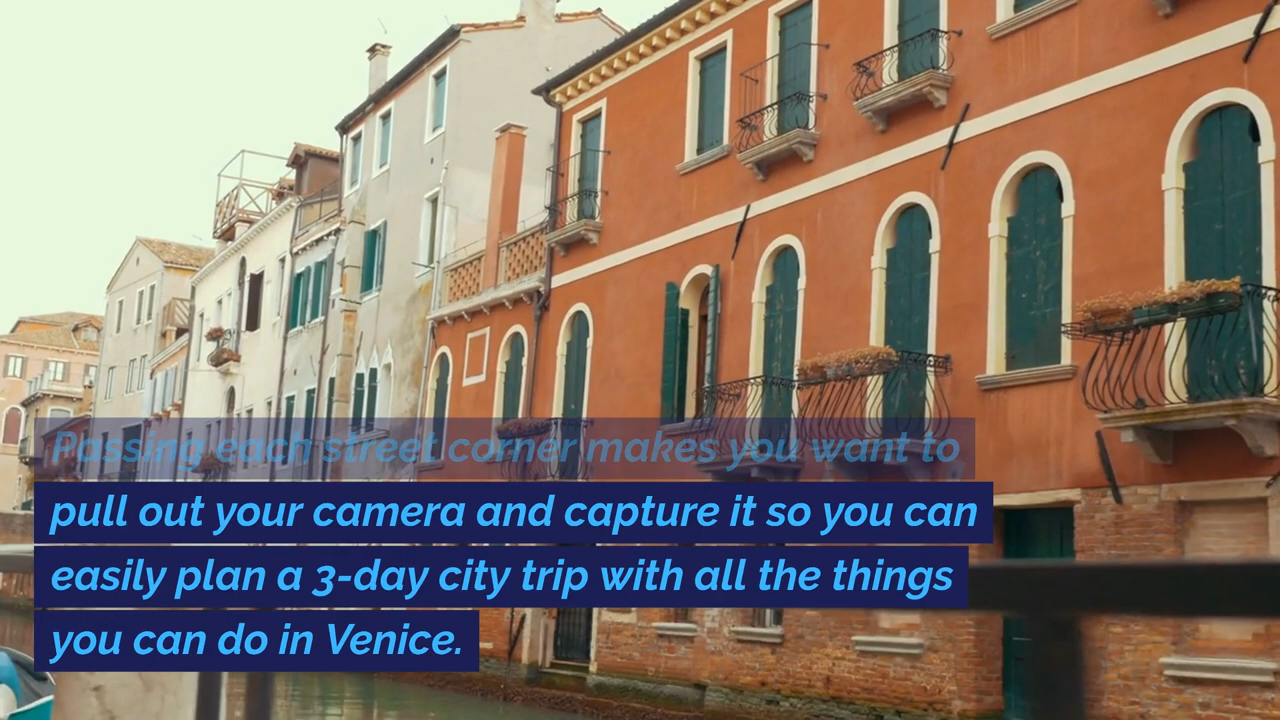 Passing each street corner makes you want to
pull out your camera and capture it so you can
easily plan a 3-day city trip with all the things
you can do in Venice.